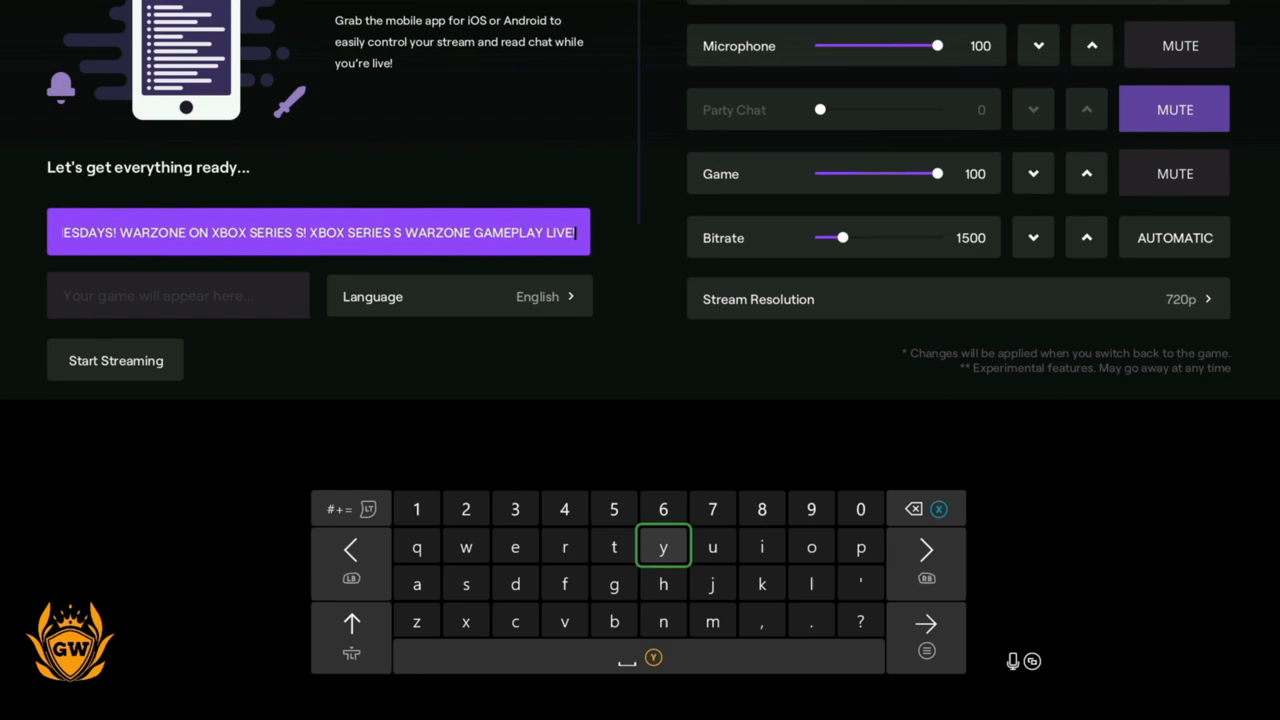 Grab the mobile app for iOS or Android to
easily control your stream and read chat while
you're live!
Let's get everything ready...
ESDAYS! WARZONE ON XBOX SERIES S! XBOX SERIES S WARZONE GAMEPLAY LIVE!
Your game will appear here...
Language English
Start Streaming
Microphone 100 MUTE
Party Chat 0 MUTE
Game 100 MUTE
Bitrate 1500 AUTOMATIC
Stream Resolution 720p
* Changes will be applied when you switch back to the game.
** Experimental features. May go away at any time
#+= LT 1 2 3 4 5 6 7 8 9 0 X
q w e r t y u i o p
LB a s d f g h j k l ' RB
z x c v b n m , . ?
LT Y
GW